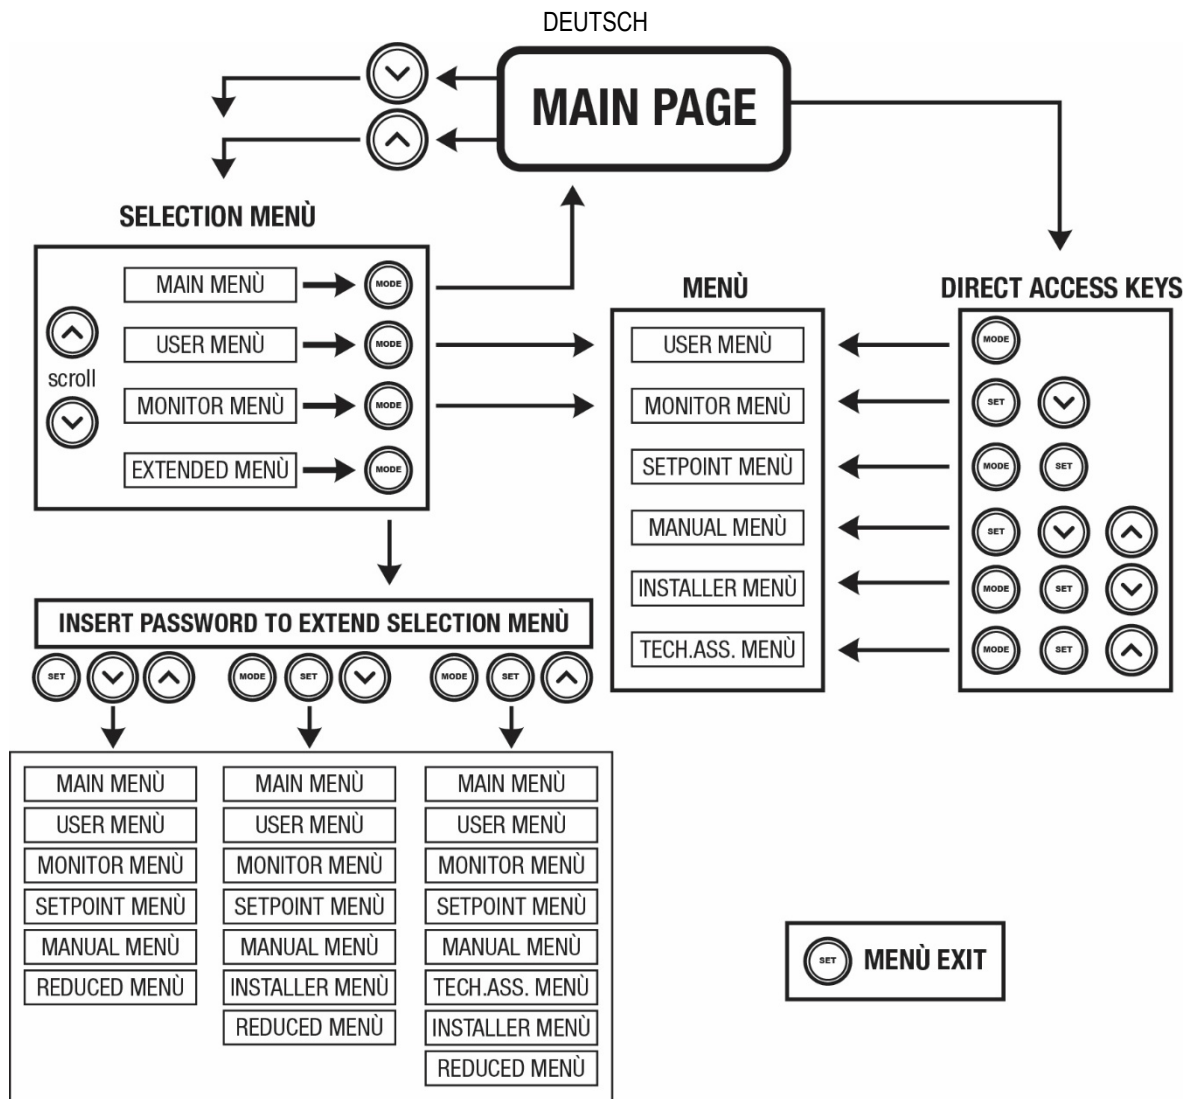 DEUTSCH
MAIN PAGE
SELECTION MENÙ
MAIN MENÙ
MODE
USER MENÙ
MODE
scroll
MONITOR MENÙ
MODE
EXTENDED MENÙ
MODE
MENÙ
USER MENÙ
MONITOR MENÙ
SETPOINT MENÙ
MANUAL MENÙ
INSTALLER MENÙ
TECH.ASS. MENÙ
DIRECT ACCESS KEYS
MODE
SET
MODE SET
SET
MODE SET
MODE SET
INSERT PASSWORD TO EXTEND SELECTION MENÙ
SET
MODE SET
MODE SET
MAIN MENÙ
USER MENÙ
MONITOR MENÙ
SETPOINT MENÙ
MANUAL MENÙ
REDUCED MENÙ
MAIN MENÙ
USER MENÙ
MONITOR MENÙ
SETPOINT MENÙ
MANUAL MENÙ
INSTALLER MENÙ
REDUCED MENÙ
MAIN MENÙ
USER MENÙ
MONITOR MENÙ
SETPOINT MENÙ
MANUAL MENÙ
TECH.ASS. MENÙ
INSTALLER MENÙ
REDUCED MENÙ
SET MENÙ EXIT